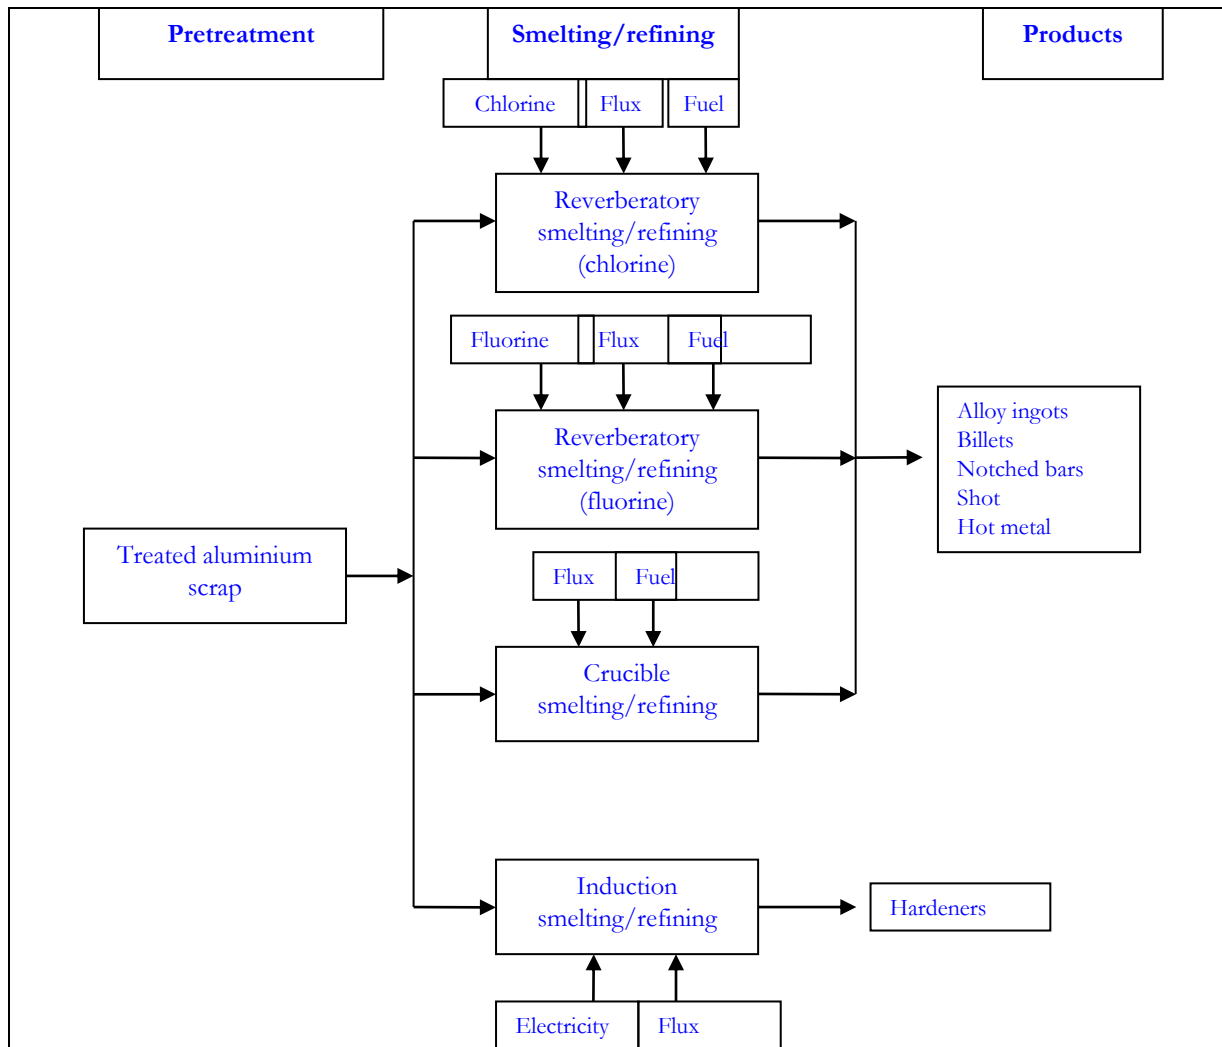 Pretreatment
Smelting/refining
Products
Chlorine
Flux
Fuel
Reverberatory
smelting/refining
(chlorine)
Fluorine
Flux
Fuel
Reverberatory
smelting/refining
(fluorine)
Alloy ingots
Billets
Notched bars
Shot
Hot metal
Treated aluminium
scrap
Flux
Fuel
Crucible
smelting/refining
Induction
smelting/refining
Hardeners
Electricity
Flux